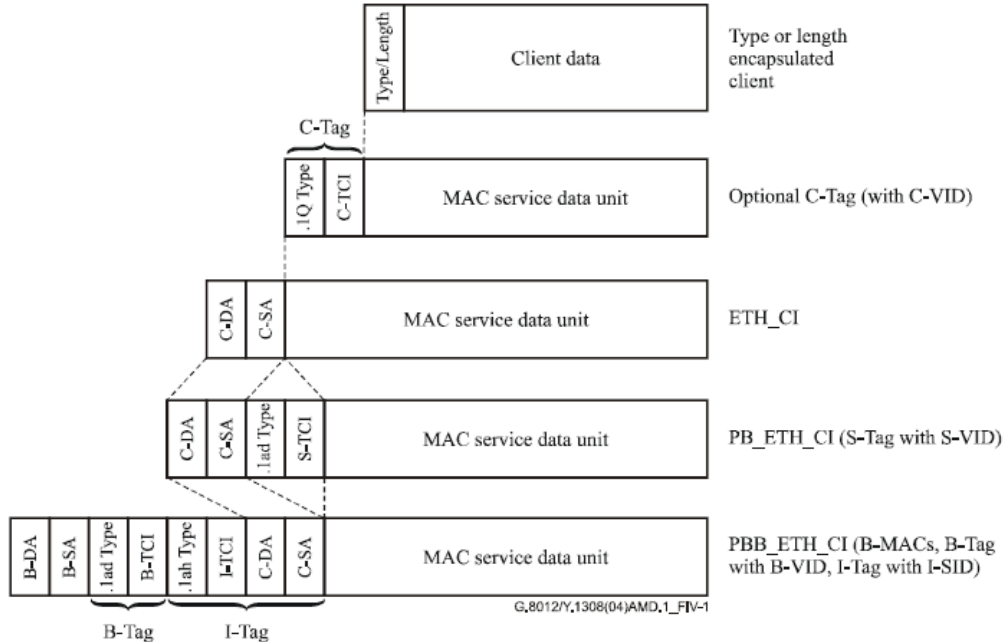 Type/Length
Client data
Type or length
encapsulated
client
C-Tag
.1Q Type
C-TCI
MAC service data unit
Optional C-Tag (with C-VID)
C-DA
C-SA
MAC service data unit
ETH_CI
C-DA
C-SA
.1ad Type
S-TCI
MAC service data unit
PB_ETH_CI (S-Tag with S-VID)
B-DA
B-SA
.1ad Type
B-TCI
.1ah Type
I-TCI
C-DA
C-SA
MAC service data unit
PBB_ETH_CI (B-MACs, B-Tag
with B-VID, I-Tag with I-SID)
G.8012/Y.1308(04)AMD.1_FIV-1
B-Tag
I-Tag